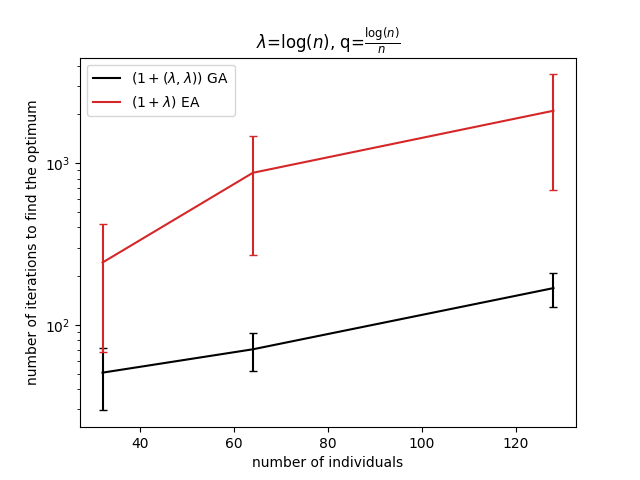 λ=log(n), q=log(n)/n
(1 + (λ, λ)) GA
(1 + λ) EA
number of iterations to find the optimum
10³
10²
40 60 80 100 120
number of individuals